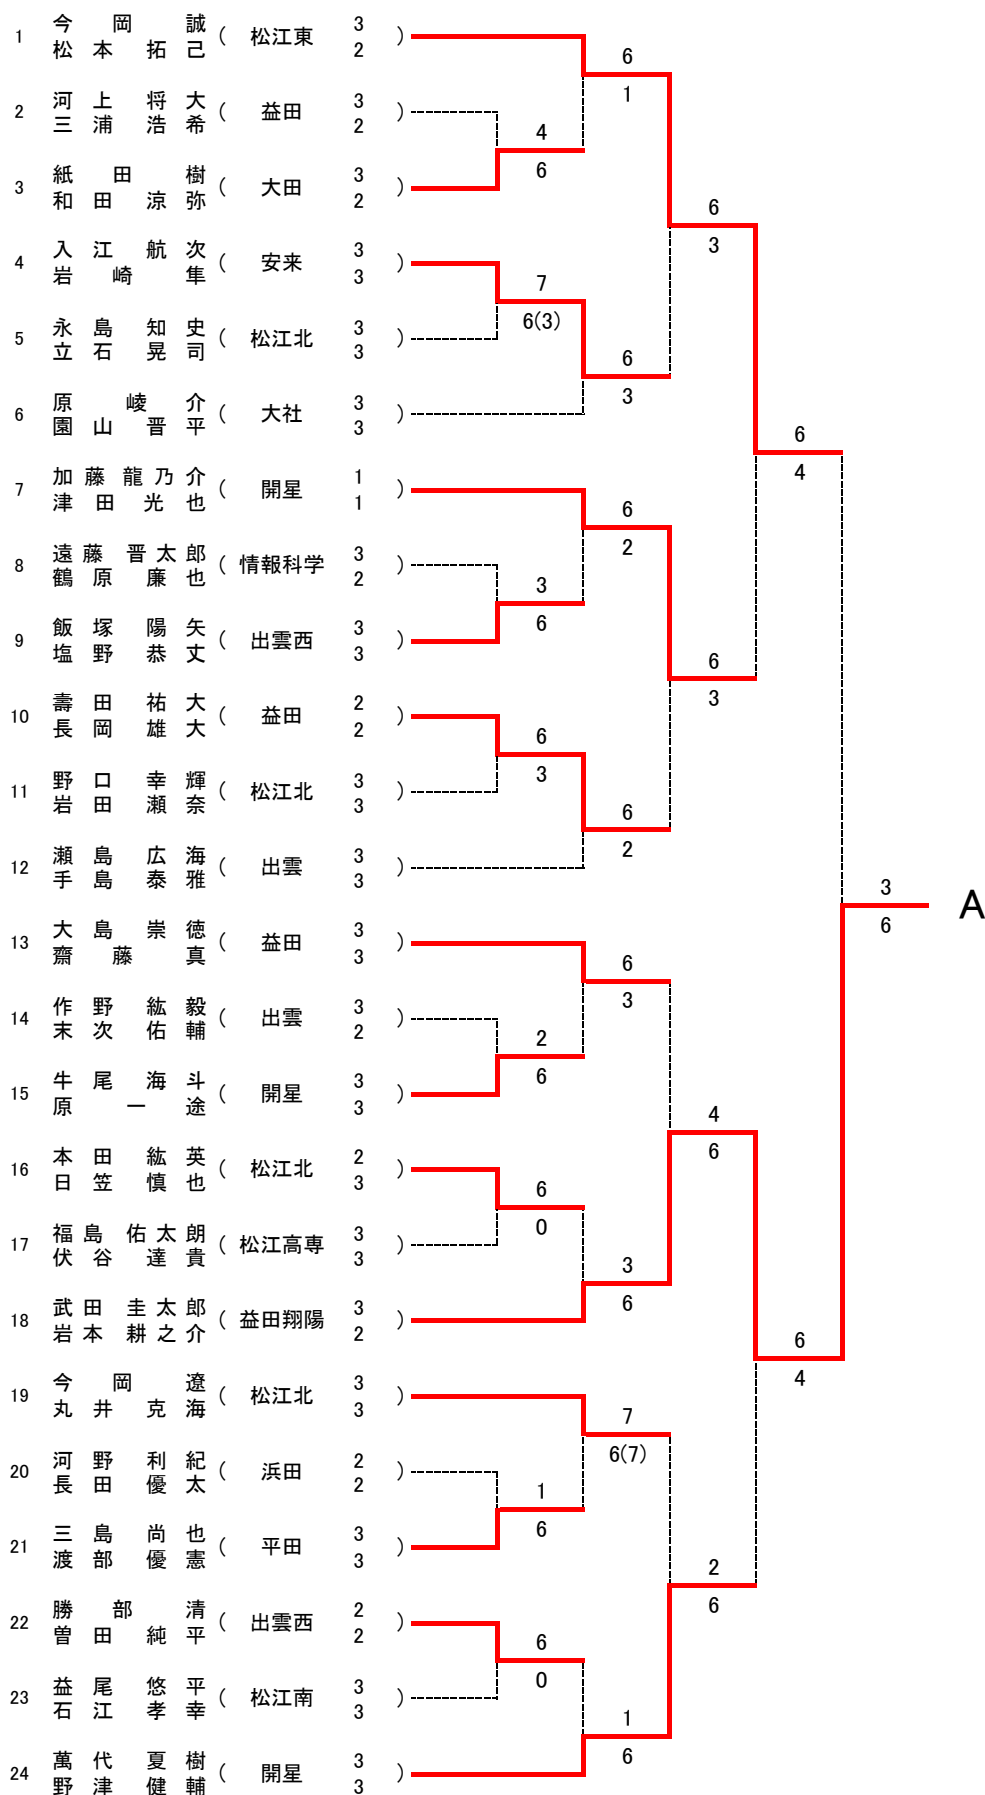 1 今岡誠 ( 松江東 3 )
松本拓己 2
2 河上将大 ( 益田 3 )
三浦浩希 2
3 紙田樹 ( 大田 3 )
和田涼弥 2
4 入江航次 ( 安来 3 )
岩崎隼 3
5 永島知史 ( 松江北 3 )
立石晃司 3
6 原崚介 ( 大社 3 )
園山晋平 3
7 加藤龍乃介 ( 開星 1 )
津田光也 1
8 遠藤晋太郎 ( 情報科学 3 )
鶴原廉也 2
9 飯塚陽矢 ( 出雲西 3 )
塩野恭丈 3
10 壽田祐大 ( 益田 2 )
長岡雄大 2
11 野口幸輝 ( 松江北 3 )
岩田瀬奈 3
12 瀬島広海 ( 出雲 3 )
手島泰雅 3
13 大島崇徳 ( 益田 3 )
齋藤真 3
14 作野紘毅 ( 出雲 3 )
末次佑輔 2
15 牛尾海斗 ( 開星 3 )
原一途 3
16 本田紘英 ( 松江北 2 )
日笠慎也 3
17 福島佑太朗 ( 松江高専 3 )
伏谷達貴 3
18 武田圭太郎 ( 益田翔陽 3 )
岩本耕之介 2
19 今岡遼 ( 松江北 3 )
丸井克海 3
20 河野利紀 ( 浜田 2 )
長田優太 2
21 三島尚也 ( 平田 3 )
渡部優憲 3
22 勝部清 ( 出雲西 2 )
曽田純平 2
23 益尾悠平 ( 松江南 3 )
石江孝幸 3
24 萬代夏樹 ( 開星 3 )
野津健輔 3
4
6
7
6(3)
3
6
6
3
2
6
6
0
1
6
6
0
6
1
6
3
6
2
6
2
6
3
3
6
7
6(7)
1
6
6
3
6
3
4
6
2
6
6
4
6
4
3
6
A